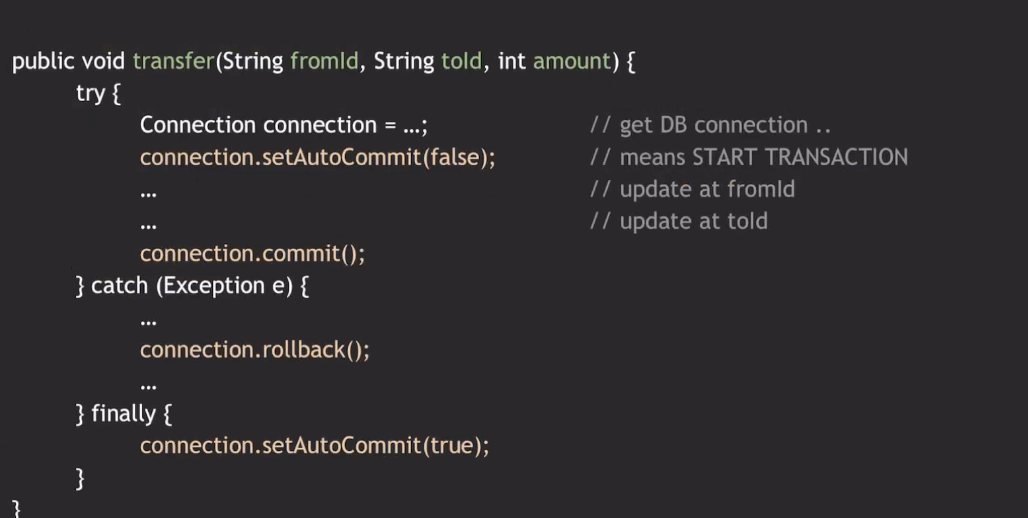 public void transfer(String fromId, String toId, int amount) {
try {
Connection connection = …; // get DB connection ..
connection.setAutoCommit(false); // means START TRANSACTION
… // update at fromId
… // update at toId
connection.commit();
} catch (Exception e) {
…
connection.rollback();
…
} finally {
connection.setAutoCommit(true);
}
}